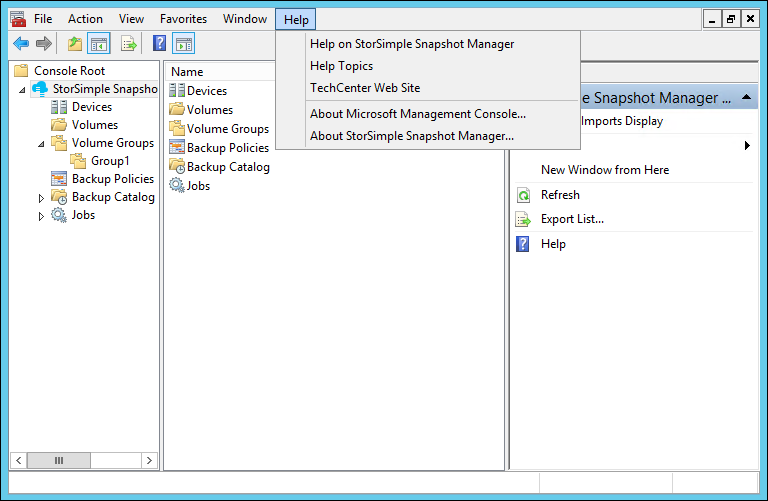 File Action View Favorites Window Help
Help on StorSimple Snapshot Manager
Help Topics
TechCenter Web Site
About Microsoft Management Console...
About StorSimple Snapshot Manager...
Console Root
StorSimple Snapsho
Devices
Volumes
Volume Groups
Group1
Backup Policies
Backup Catalog
Jobs
Name
Devices
Volumes
Volume Groups
Backup Policies
Backup Catalog
Jobs
e Snapshot Manager ...
Imports Display
New Window from Here
Refresh
Export List...
Help